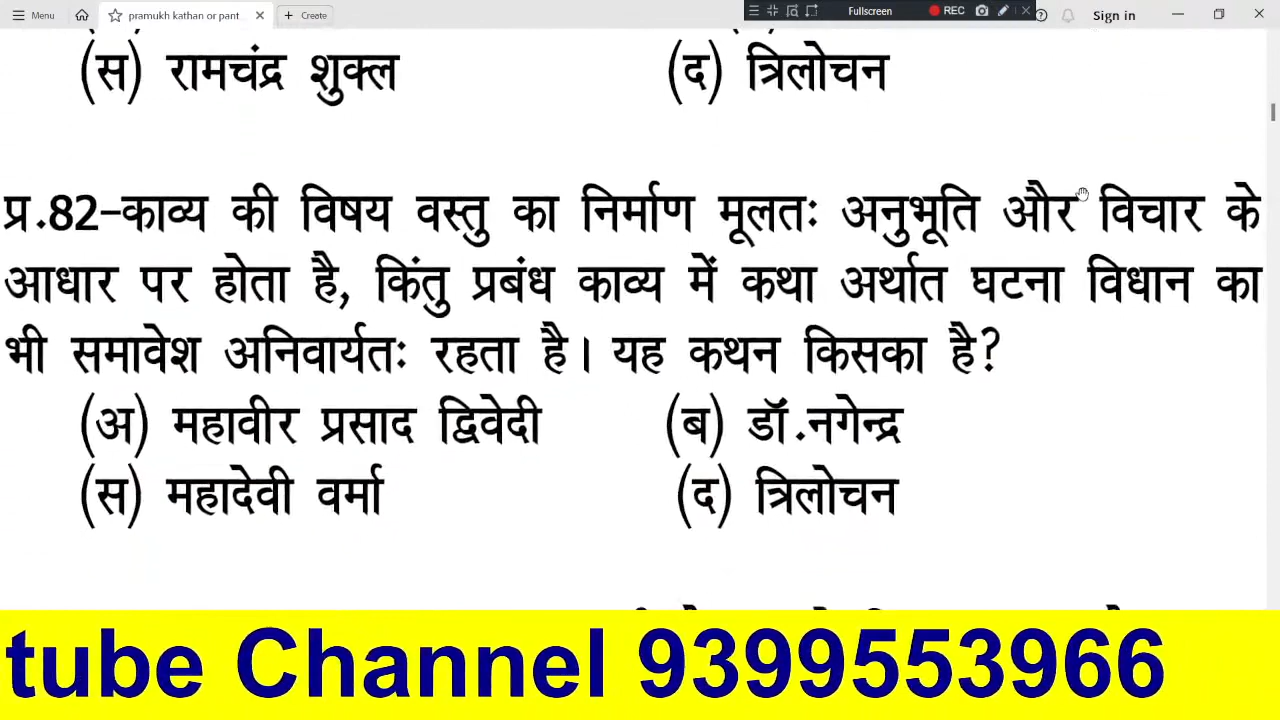 Menu
pramukh kathan or pant
Create
Fullscreen
REC
Sign in
(स) रामचंद्र शुक्ल (द) त्रिलोचन
प्र.82-काव्य की विषय वस्तु का निर्माण मूलतः अनुभूति और विचार के
आधार पर होता है, किंतु प्रबंध काव्य में कथा अर्थात घटना विधान का
भी समावेश अनिवार्यतः रहता है। यह कथन किसका है?
(अ) महावीर प्रसाद द्विवेदी (ब) डॉ.नगेन्द्र
(स) महादेवी वर्मा (द) त्रिलोचन
tube Channel 9399553966